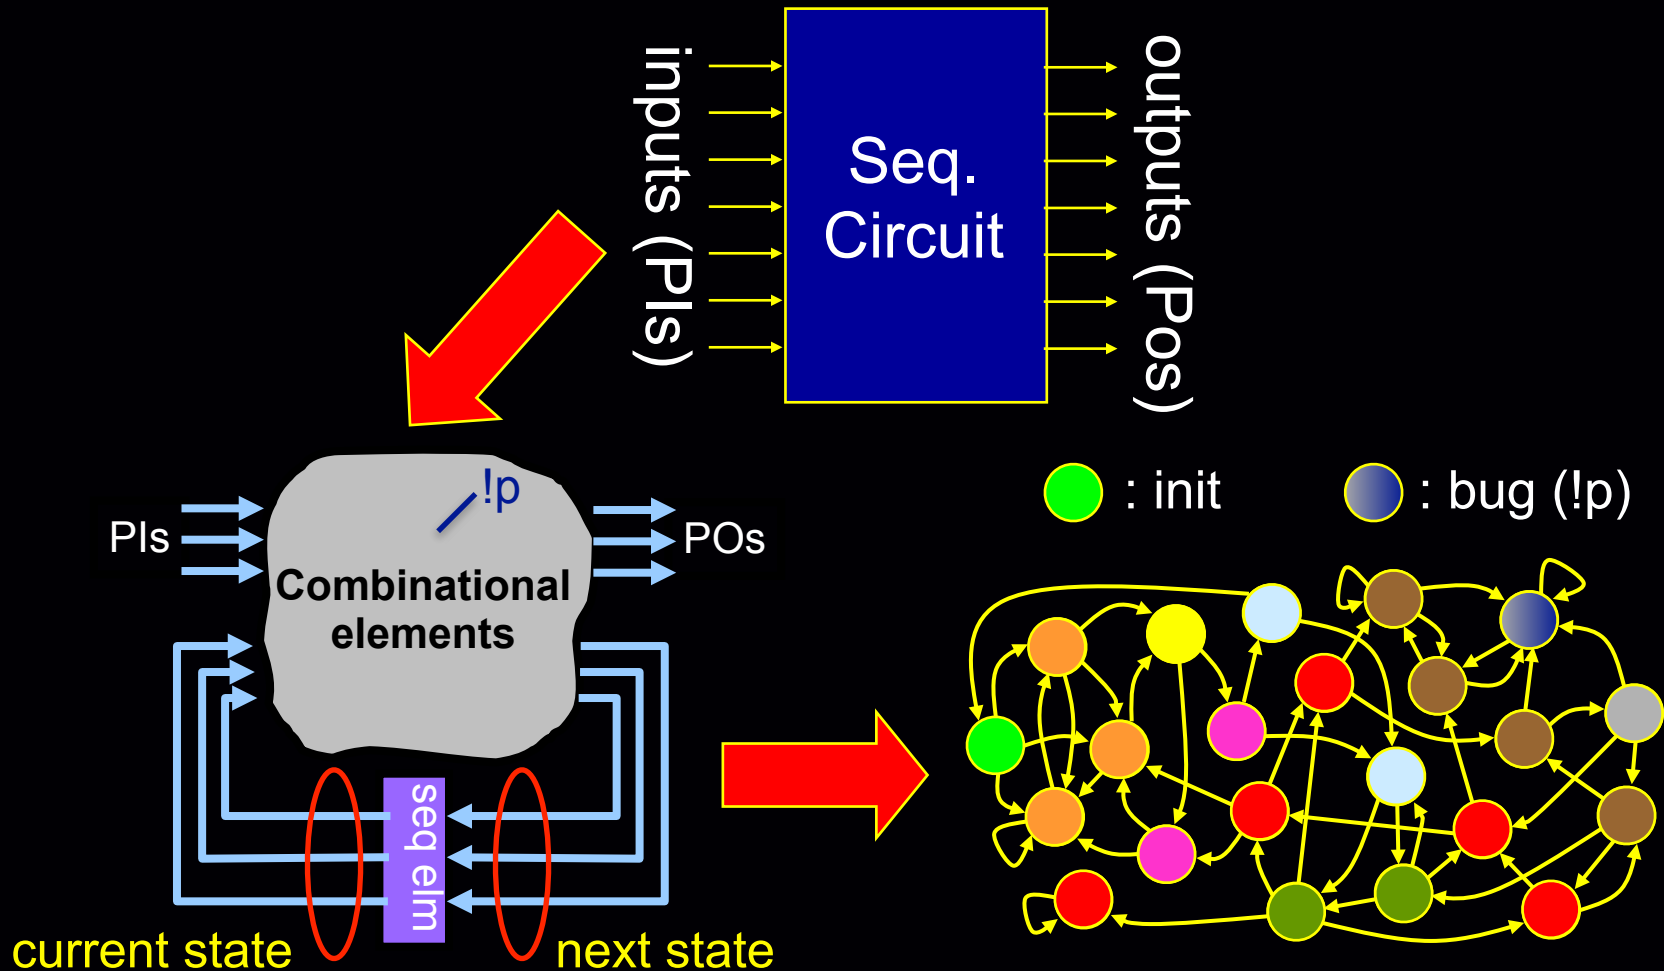 inputs (PIs)
Seq.
Circuit
outputs (Pos)
!p
PIs
POs
Combinational
elements
seq elm
current state
next state
: init
: bug (!p)